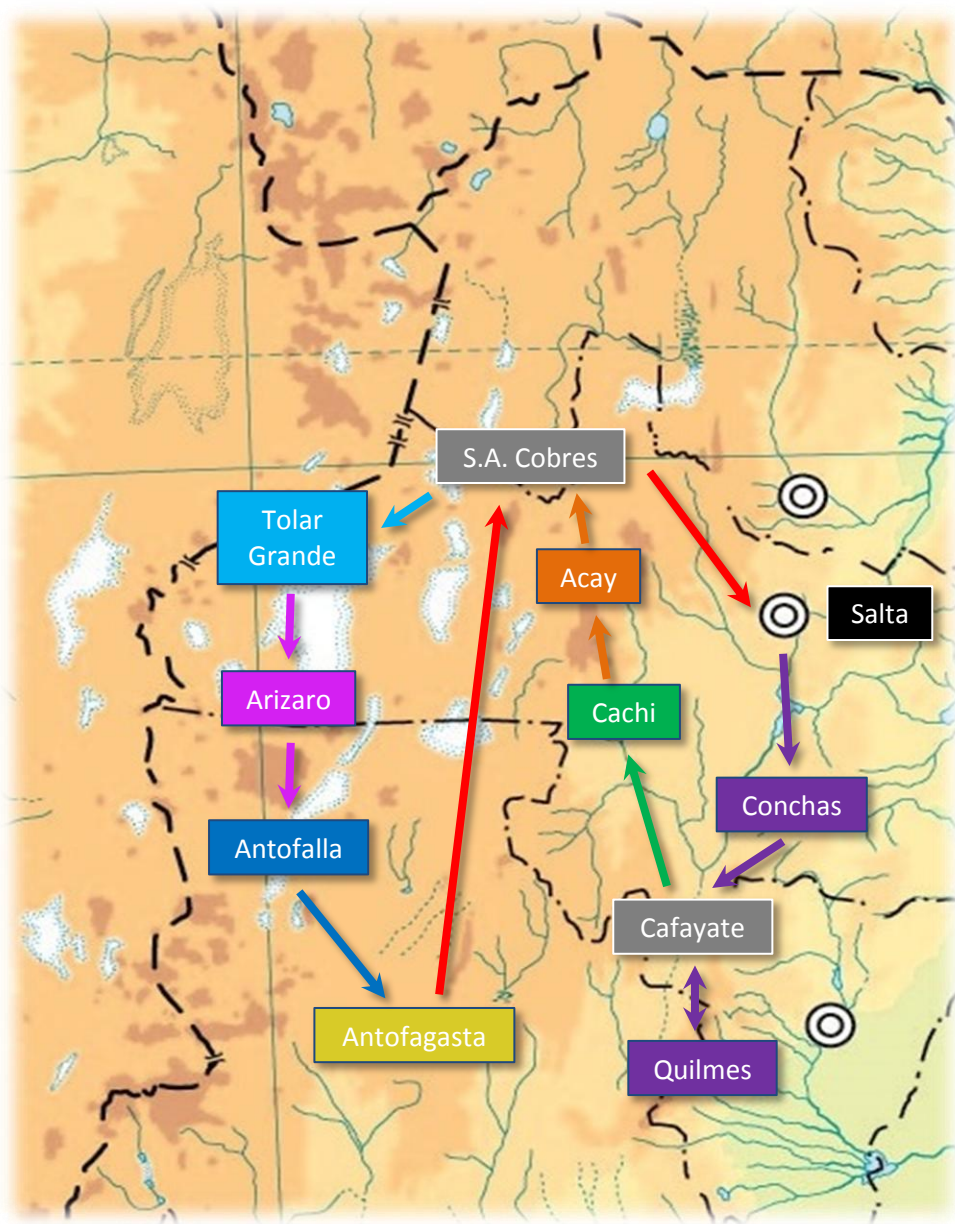 S.A. Cobres
Tolar
Grande
Acay
Salta
Arizaro
Cachi
Conchas
Antofalla
Cafayate
Antofagasta
Quilmes